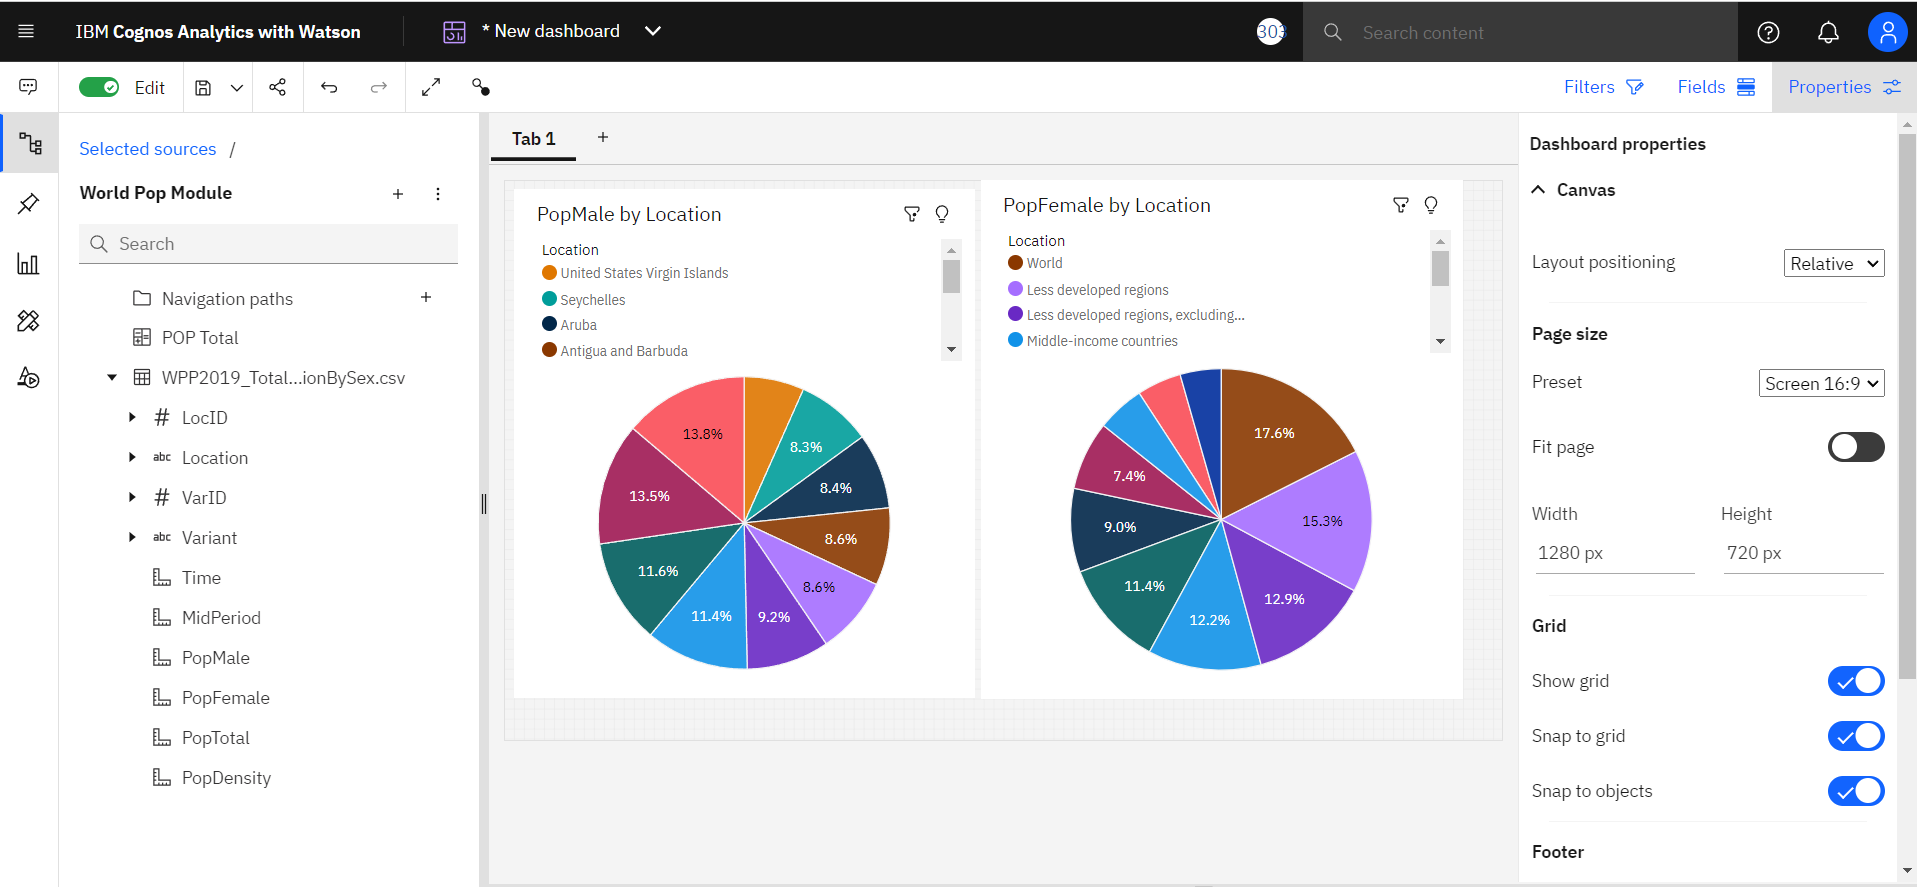 IBM Cognos Analytics with Watson
* New dashboard
303
Search content
Edit
Filters
Fields
Properties
Selected sources /
World Pop Module
Search
Navigation paths
POP Total
WPP2019_Total...ionBySex.csv
# LocID
abc Location
# VarID
abc Variant
Time
MidPeriod
PopMale
PopFemale
PopTotal
PopDensity
Tab 1
PopMale by Location
Location
United States Virgin Islands
Seychelles
Aruba
Antigua and Barbuda
13.8%
8.3%
8.4%
13.5%
8.6%
11.6%
8.6%
11.4%
9.2%
PopFemale by Location
Location
World
Less developed regions
Less developed regions, excluding...
Middle-income countries
17.6%
7.4%
15.3%
9.0%
11.4%
12.9%
12.2%
Dashboard properties
Canvas
Layout positioning
Relative
Page size
Preset
Screen 16:9
Fit page
Width
Height
1280 px
720 px
Grid
Show grid
Snap to grid
Snap to objects
Footer